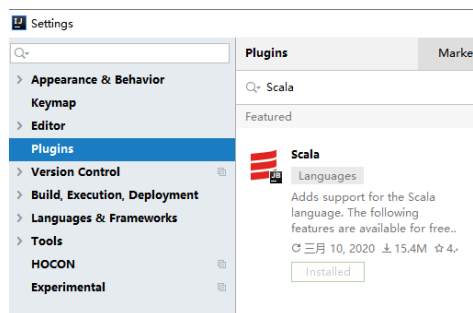 Settings
Appearance & Behavior
Keymap
Editor
Plugins
Version Control
Build, Execution, Deployment
Languages & Frameworks
Tools
HOCON
Experimental
Plugins
Marke
Scala
Featured
Scala
Languages
Adds support for the Scala
language. The following
features are available for free..
三月 10, 2020 15.4M 4.
Installed